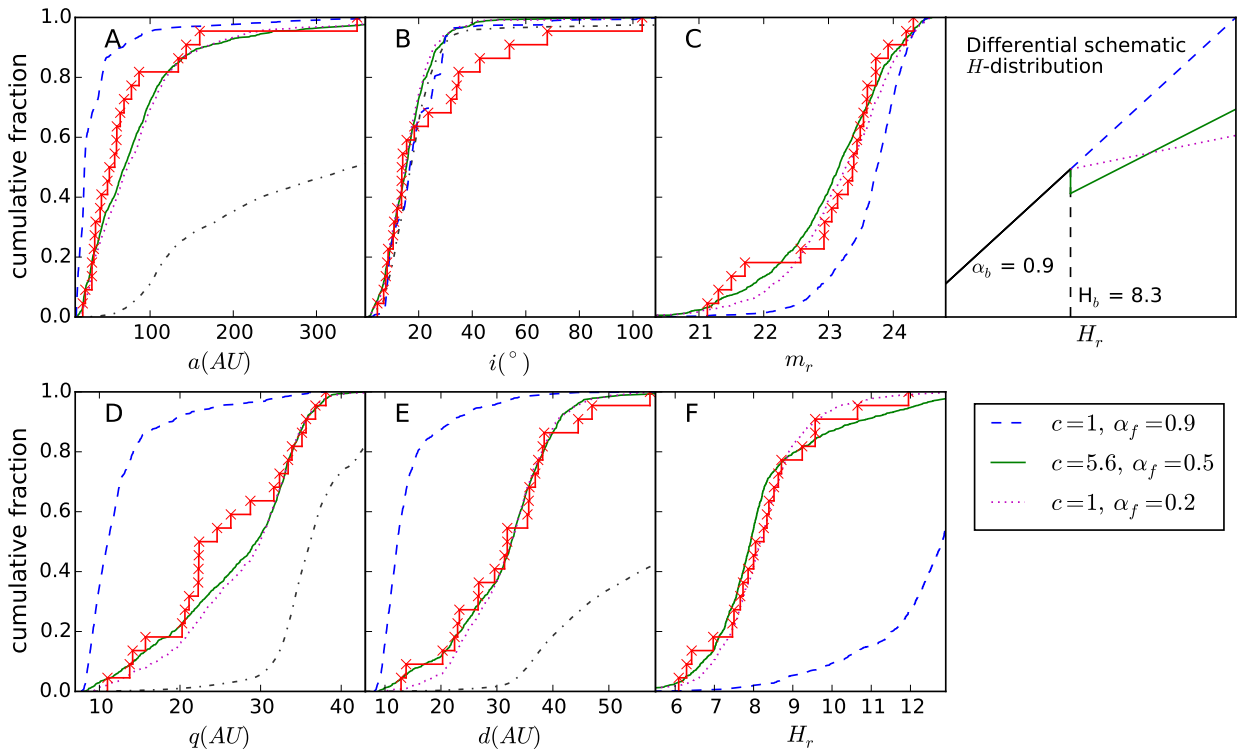 cumulative fraction
1.0
0.8
0.6
0.4
0.2
0.0
A
100 200 300
a(AU)
B
20 40 60 80 100
i(°)
C
21 22 23 24
m_r
Differential schematic
H-distribution
α_b = 0.9
H_b = 8.3
H_r
cumulative fraction
1.0
0.8
0.6
0.4
0.2
0.0
D
10 20 30 40
q(AU)
E
10 20 30 40 50
d(AU)
F
6 7 8 9 10 11 12
H_r
c=1, α_f=0.9
c=5.6, α_f=0.5
c=1, α_f=0.2